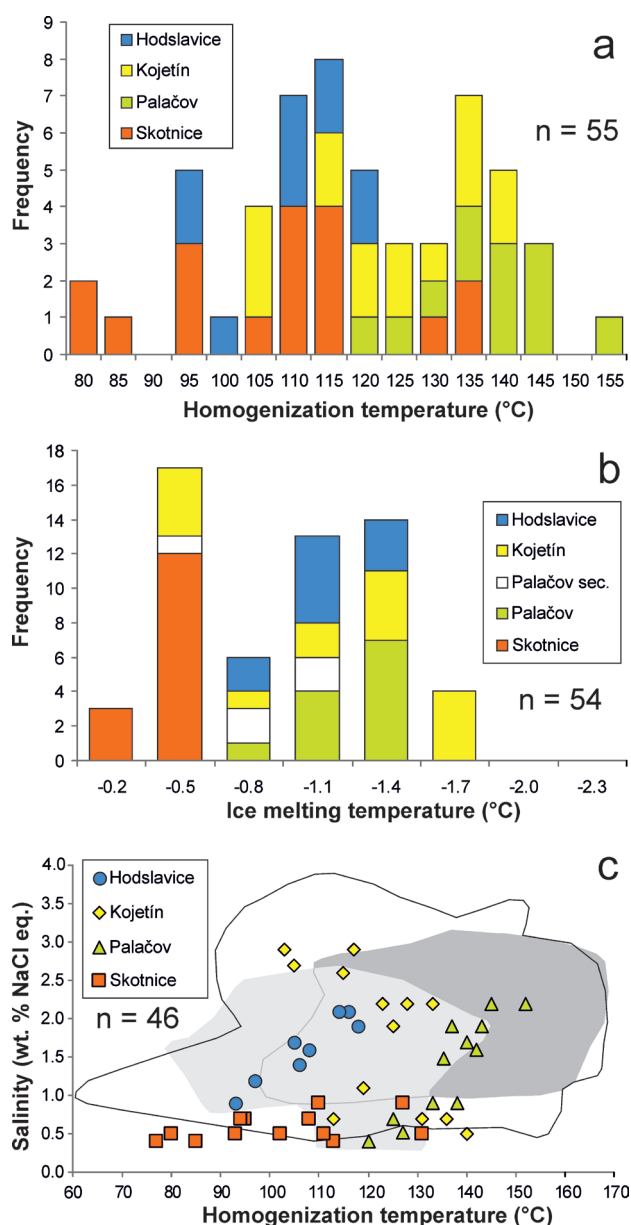 a
Hodslavice
Kojetín
Palačov
Skotnice
n = 55
Frequency
9
8
7
6
5
4
3
2
1
0
80 85 90 95 100 105 110 115 120 125 130 135 140 145 150 155
Homogenization temperature (°C)
b
Hodslavice
Kojetín
Palačov sec.
Palačov
Skotnice
n = 54
Frequency
18
16
14
12
10
8
6
4
2
0
-0.2 -0.5 -0.8 -1.1 -1.4 -1.7 -2.0 -2.3
Ice melting temperature (°C)
c
Hodslavice
Kojetín
Palačov
Skotnice
n = 46
Salinity (wt. % NaCl eq.)
4.0
3.5
3.0
2.5
2.0
1.5
1.0
0.5
0.0
60 70 80 90 100 110 120 130 140 150 160 170
Homogenization temperature (°C)